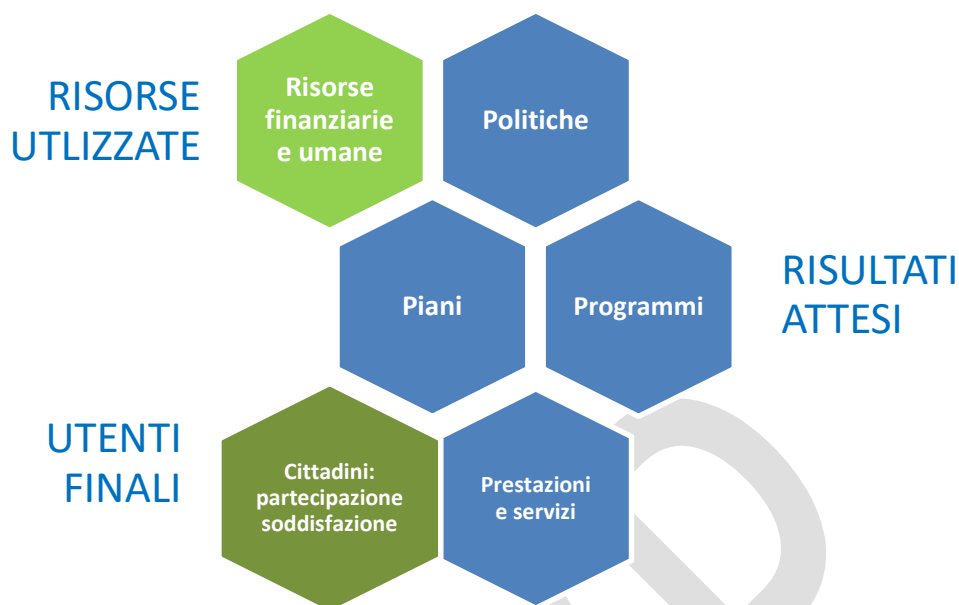 RISORSE
UTLIZZATE
Risorse
finanziarie
e umane
Politiche
Piani
Programmi
RISULTATI
ATTESI
UTENTI
FINALI
Cittadini:
partecipazione
soddisfazione
Prestazioni
e servizi